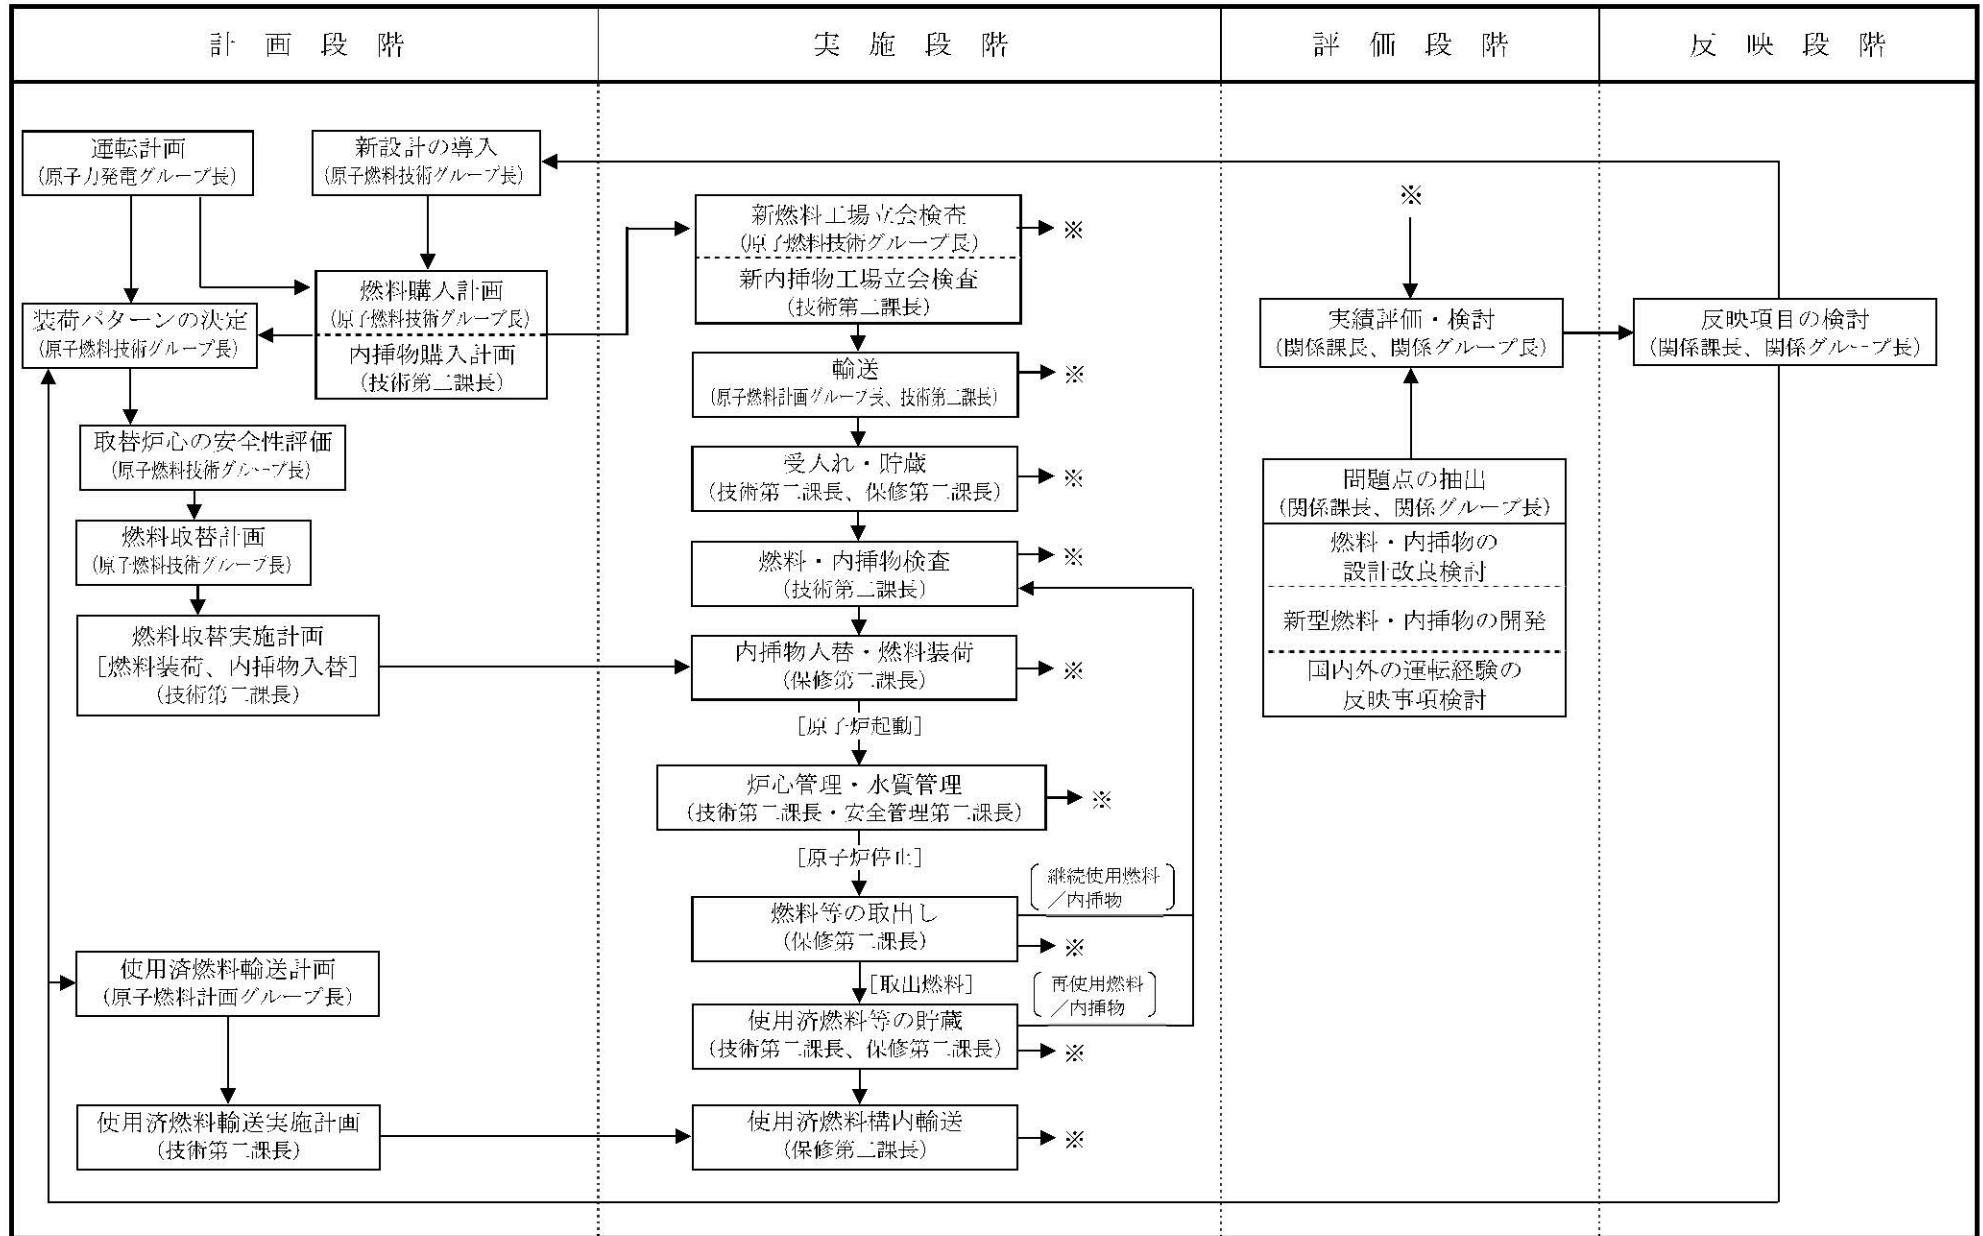 計画段階
実施段階
評価段階
反映段階
運転計画
(原子力発電グループ長)
新設計の導入
(原子燃料技術グループ長)
燃料購入計画
(原子燃料技術グループ長)
内挿物購入計画
(技術第二課長)
装荷パターンの決定
(原子燃料技術グループ長)
取替炉心の安全性評価
(原子燃料技術グループ長)
燃料取替計画
(原子燃料技術グループ長)
燃料取替実施計画
[燃料装荷、内挿物入替]
(技術第二課長)
使用済燃料輸送計画
(原子燃料計画グループ長)
使用済燃料輸送実施計画
(技術第二課長)
新燃料工場立会検査
(原子燃料技術グループ長)
※
新内挿物工場立会検査
(技術第二課長)
輸送
※
(原子燃料計画グループ長、技術第二課長)
受入れ・貯蔵
※
(技術第二課長、保修第二課長)
燃料・内挿物検査
※
(技術第二課長)
内挿物入替・燃料装荷
※
(保修第二課長)
[原子炉起動]
炉心管理・水質管理
※
(技術第二課長・安全管理第二課長)
[原子炉停止]
継続使用燃料
／内挿物
燃料等の取出し
(保修第二課長)
※
[取出燃料]
再使用燃料
／内挿物
使用済燃料等の貯蔵
(技術第二課長、保修第二課長)
※
使用済燃料構内輸送
※
(保修第二課長)
※
実績評価・検討
(関係課長、関係グループ長)
問題点の抽出
(関係課長、関係グループ長)
燃料・内挿物の
設計改良検討
新型燃料・内挿物の開発
国内外の運転経験の
反映事項検討
反映項目の検討
(関係課長、関係グループ長)